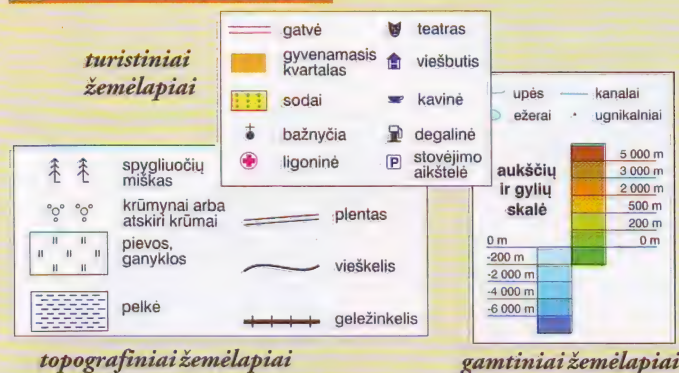 turistiniai
žemėlapiai
gatvė
gyvenamasis
kvartalas
sodai
bažnyčia
ligoninė
teatras
viešbutis
kavinė
degalinė
P stovėjimo
aikštelė
spygliuočių
miškas
krūmynai arba
atskiri krūmai
pievos,
ganyklos
pelkė
plentas
vieškelis
geležinkelis
topografiniai žemėlapiai
upės
ežerai
kanalai
ugnikalniai
aukščių
ir gylių
skalė
5 000 m
3 000 m
2 000 m
500 m
200 m
0 m
0 m
-200 m
-2 000 m
-4 000 m
-6 000 m
gamtiniai žemėlapiai